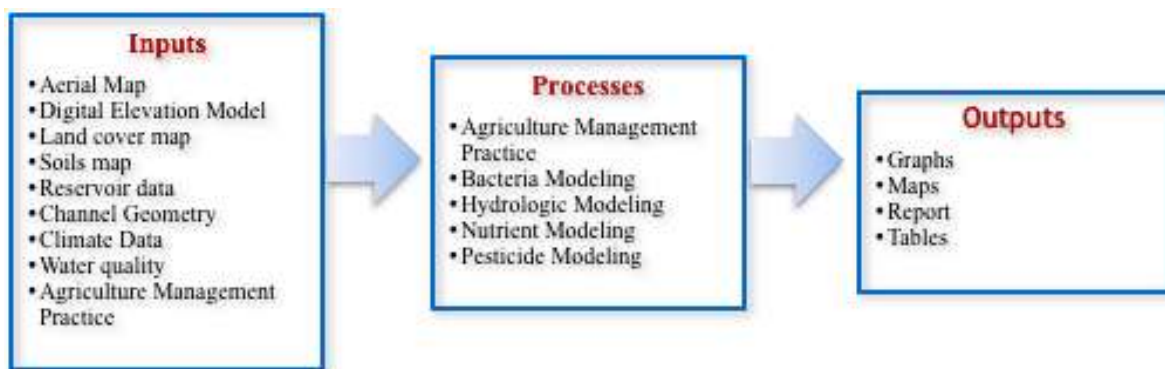 Inputs
• Aerial Map
• Digital Elevation Model
• Land cover map
• Soils map
• Reservoir data
• Channel Geometry
• Climate Data
• Water quality
• Agriculture Management
Practice
Processes
• Agriculture Management
Practice
• Bacteria Modeling
• Hydrologic Modeling
• Nutrient Modeling
• Pesticide Modeling
Outputs
• Graphs
• Maps
• Report
• Tables